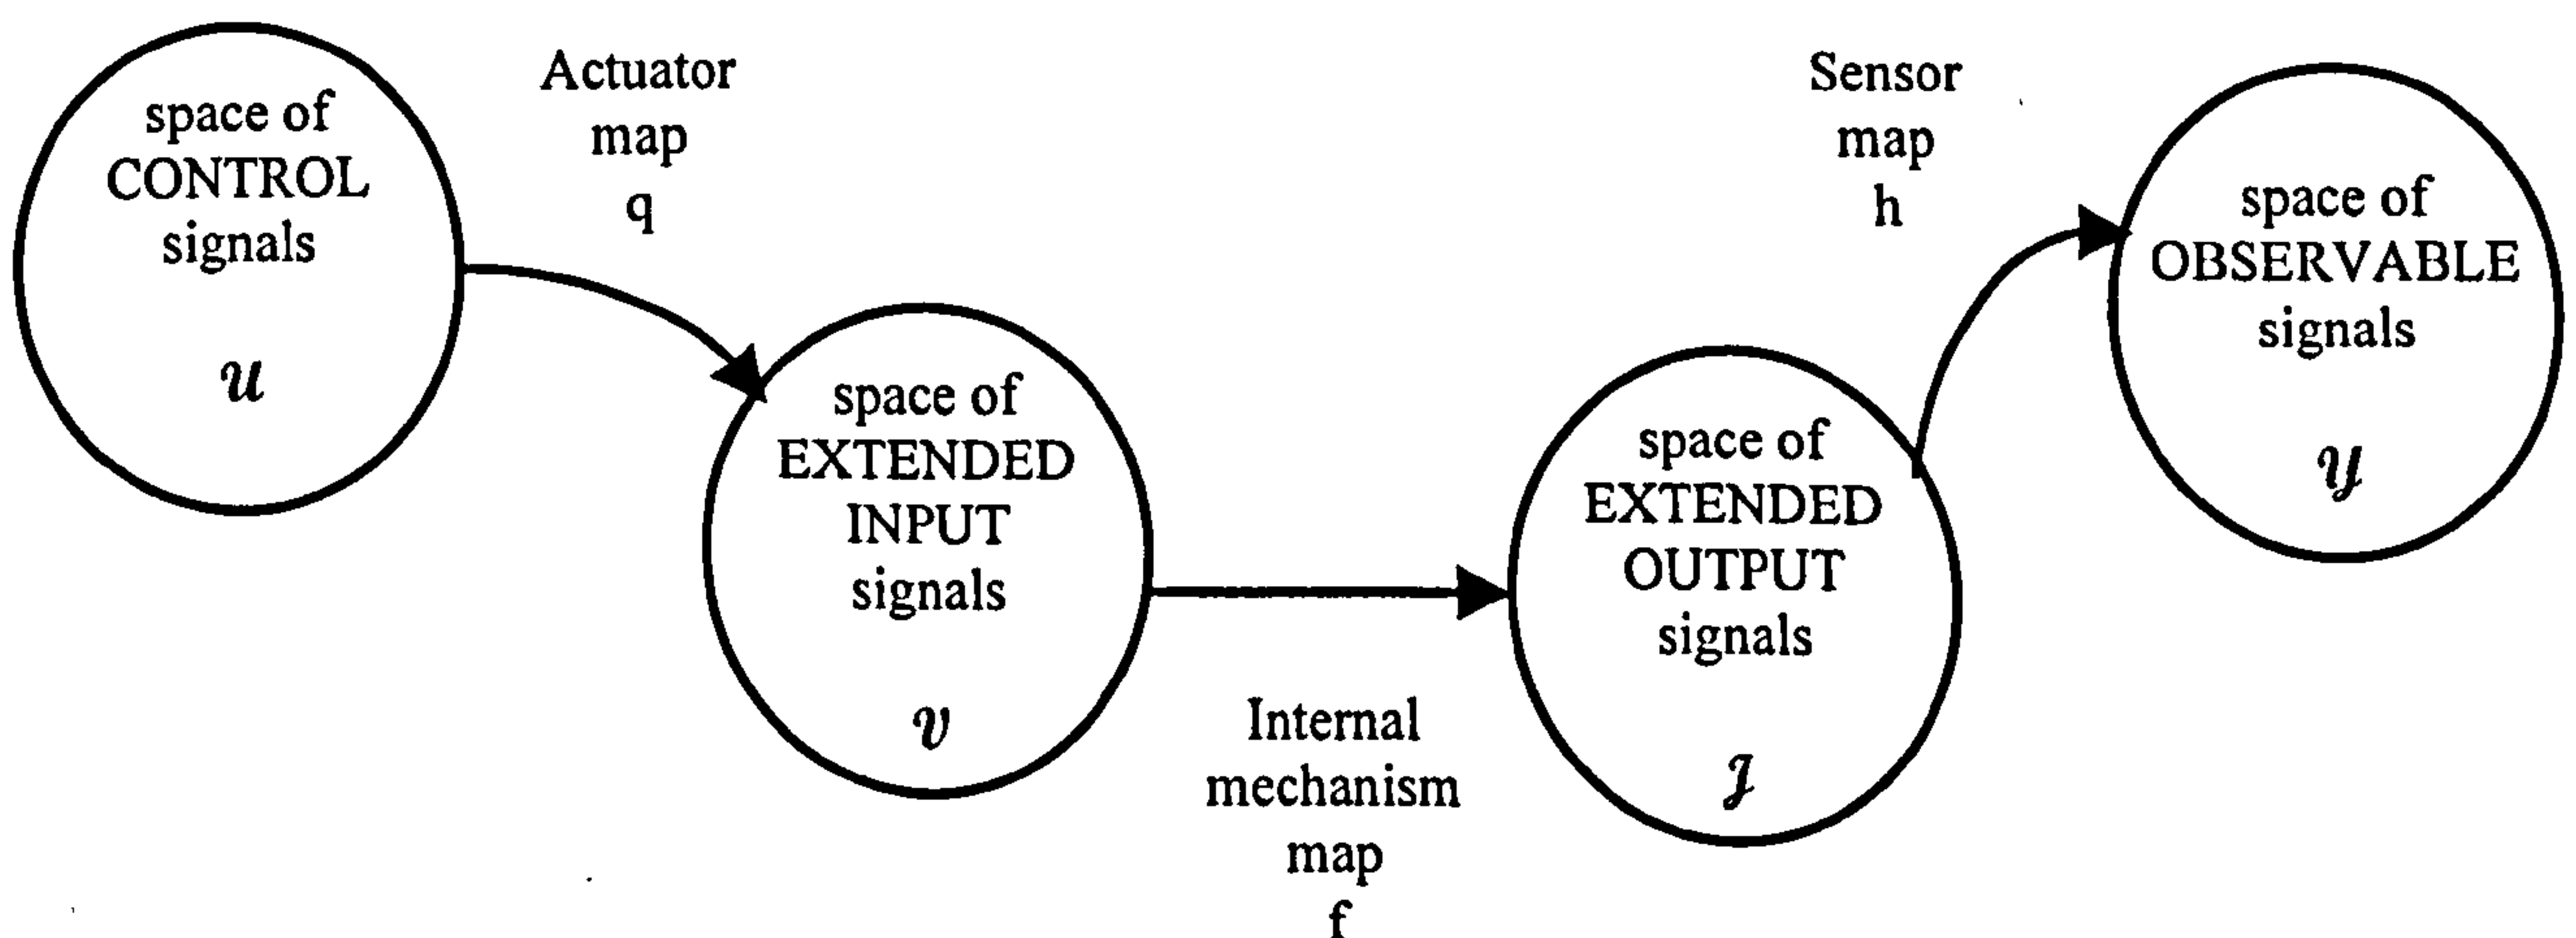 space of
CONTROL
signals
𝒰
Actuator
map
q
space of
EXTENDED
INPUT
signals
𝒱
Internal
mechanism
map
f
space of
EXTENDED
OUTPUT
signals
Sensor
map
h
space of
OBSERVABLE
signals
𝒴